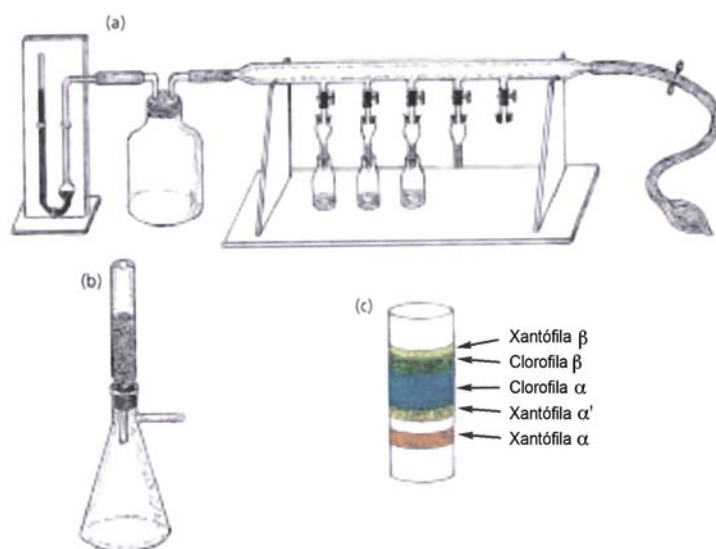 (a)
(b)
(c)
Xantófila β
Clorofila β
Clorofila α
Xantófila α'
Xantófila α